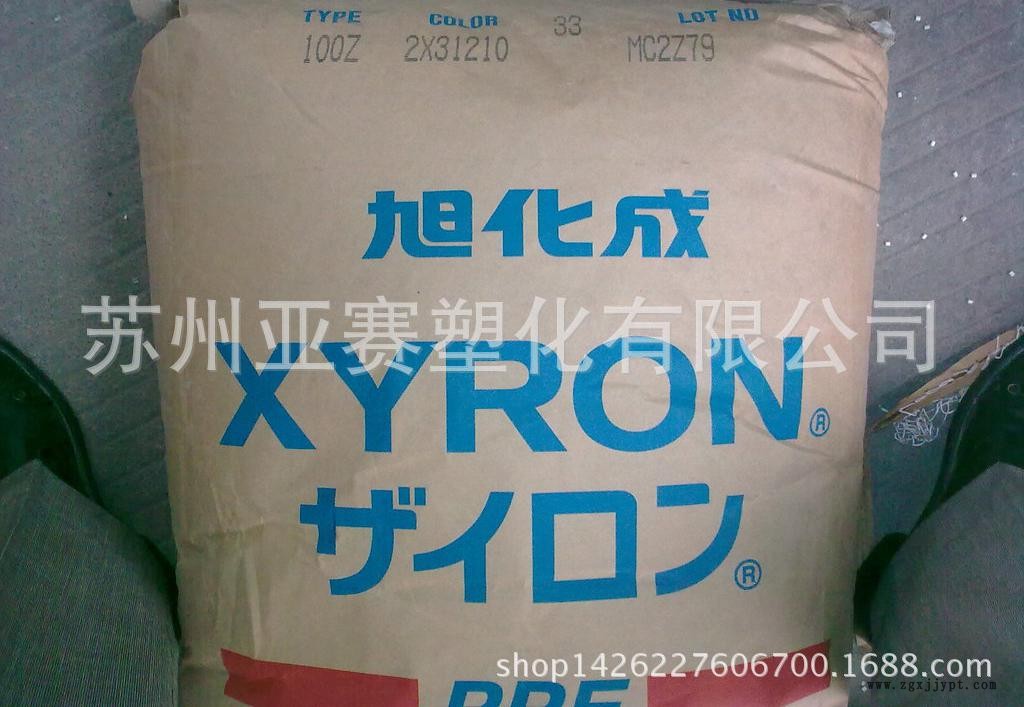 TYPE COLOR 33 LOT NO
100Z 2X31210 MC2Z79
旭化成
苏州亚赛塑化有限公司
XYRON®
ザイロン®
shop1426227606700.1688.com
PPE
www.zgxjjypt.com